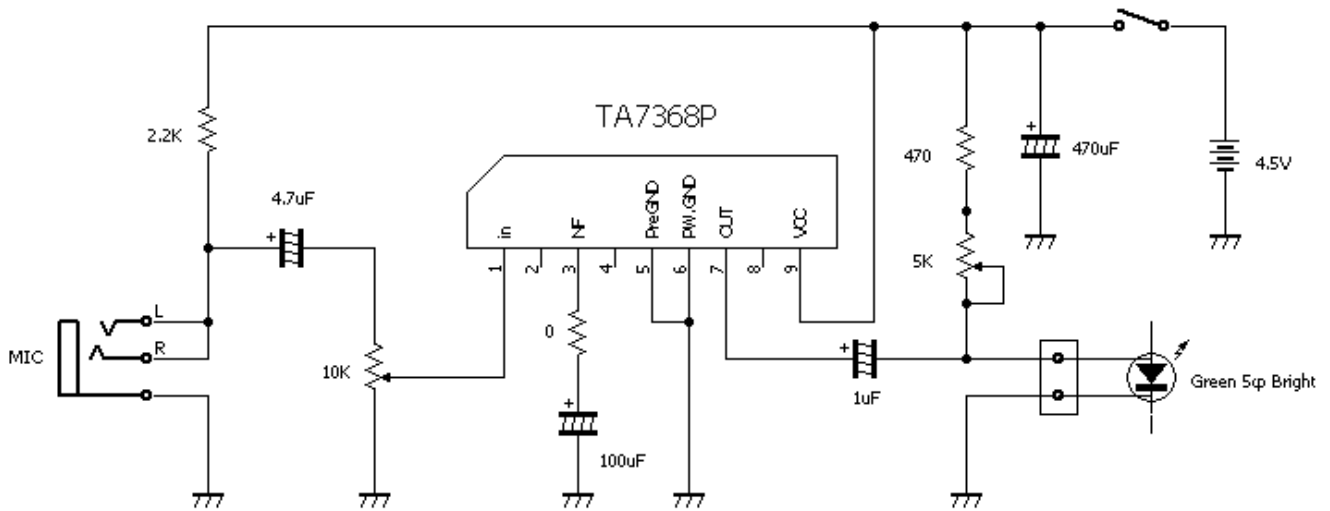 TA7368P
2.2K
470
470uF
4.5V
4.7uF
.in
NF
PreGND
PW.GND
OUT
VCC
1
2
3
4
5
6
7
8
9
5K
+
+
+
+
L
R
MIC
0
10K
1uF
100uF
Green 5φ Bright